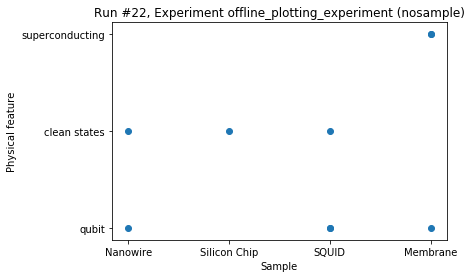 Run #22, Experiment offline_plotting_experiment (nosample)
superconducting
clean states
qubit
Physical feature
Nanowire Silicon Chip SQUID Membrane
Sample